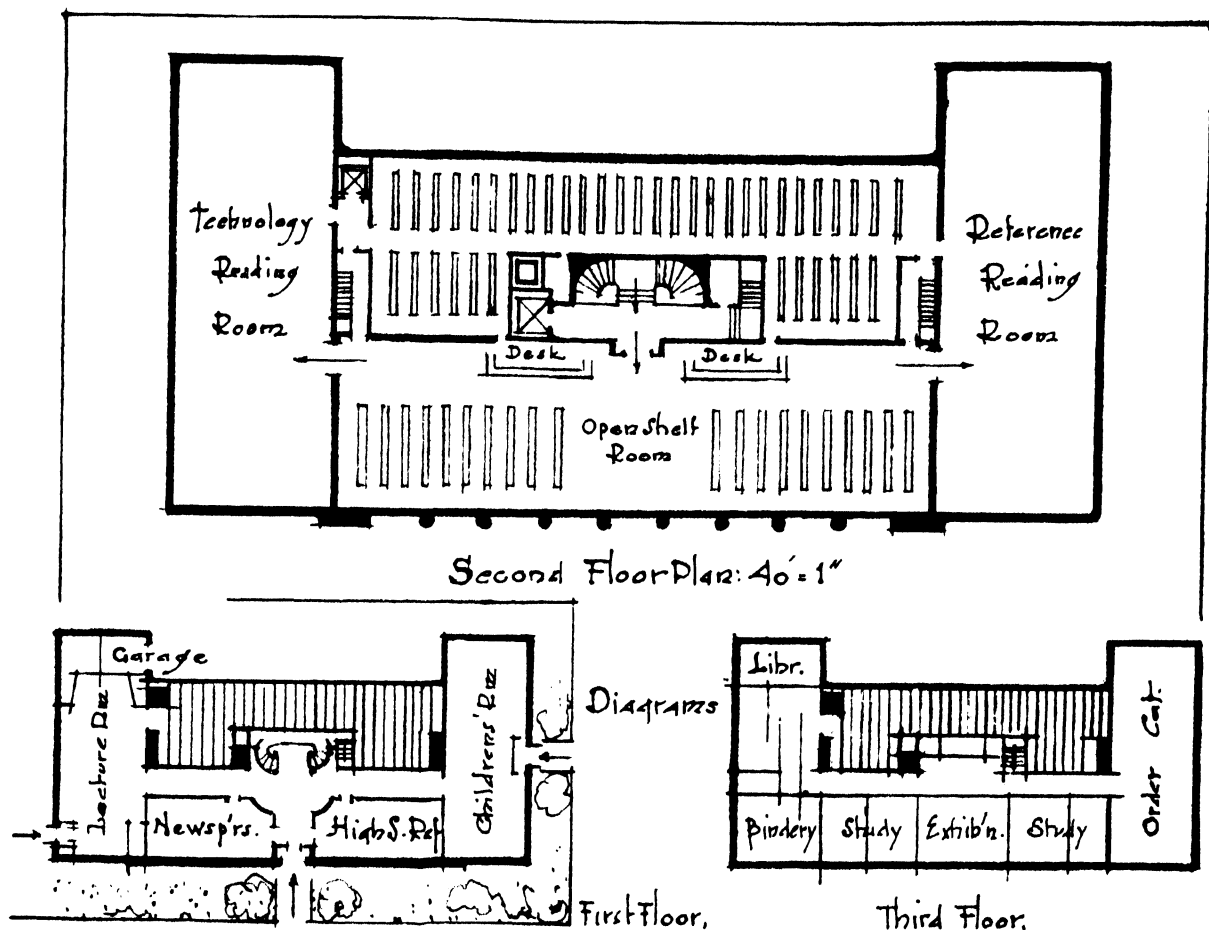 Technology
Reading
Room
Reference
Reading
Room
Desk
Desk
Open Shelf
Room
Second Floor Plan: 40' = 1"
Garage
Lecture Rm
Newsp'rs.
High S. Ref
Childrens' Rm
First Floor.
Diagrams
Libr.
Bindery
Study
Exhib'n.
Study
Order Cat.
Third Floor.